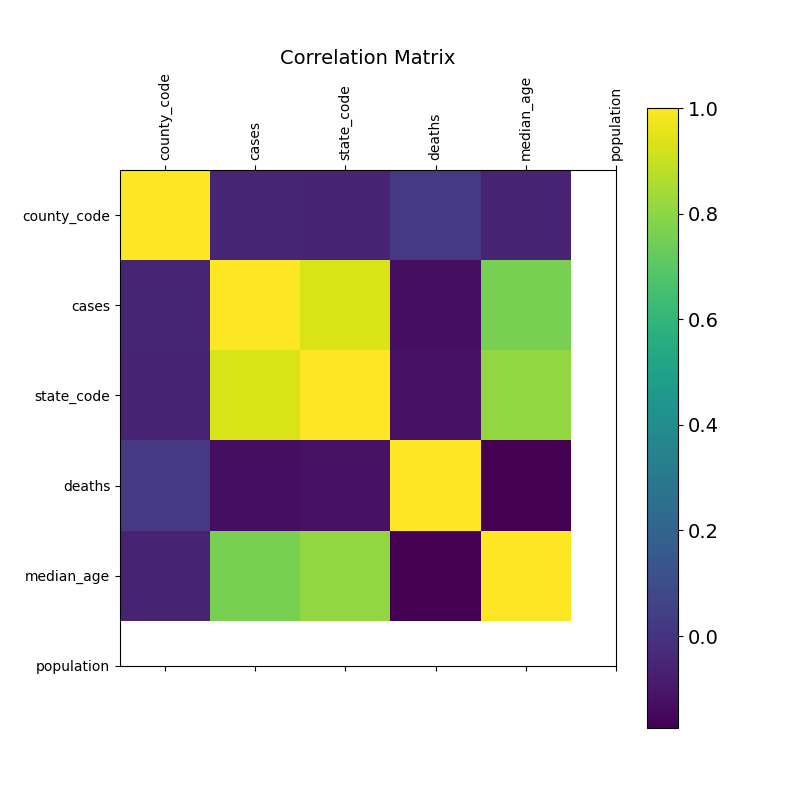 Correlation Matrix
county_code
cases
state_code
deaths
median_age
population
county_code
cases
state_code
deaths
median_age
population
1.0
0.8
0.6
0.4
0.2
0.0